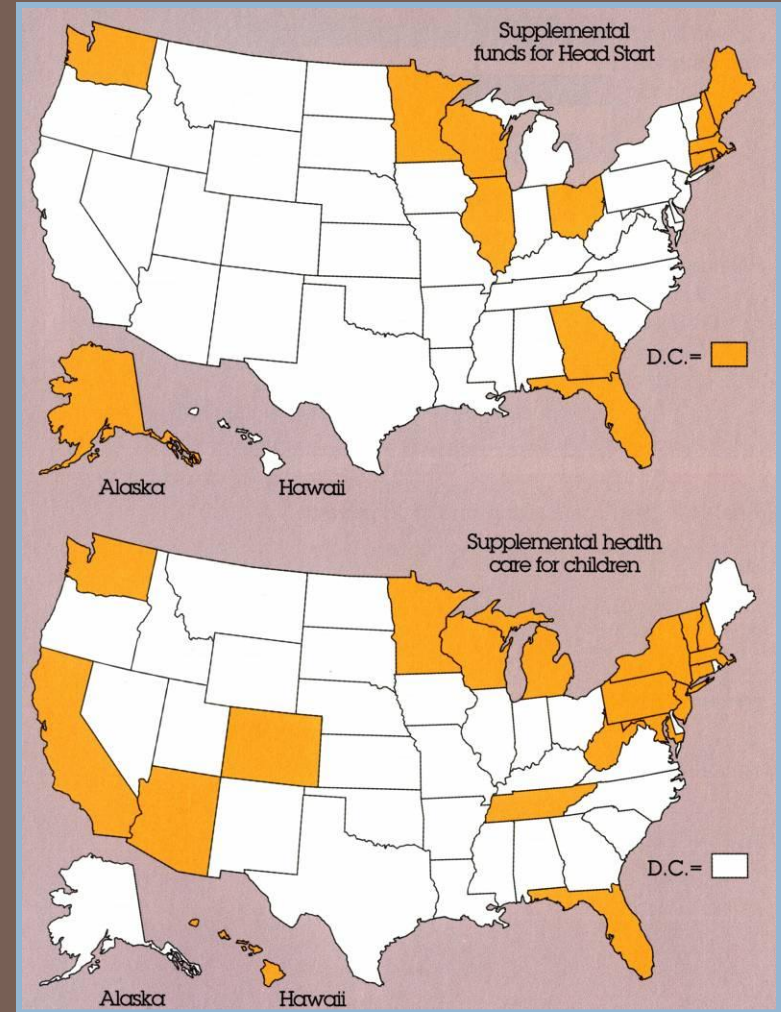 Supplemental
funds for Head Start
D.C.=
Alaska
Hawaii
Supplemental health
care for children
D.C.=
Alaska
Hawaii